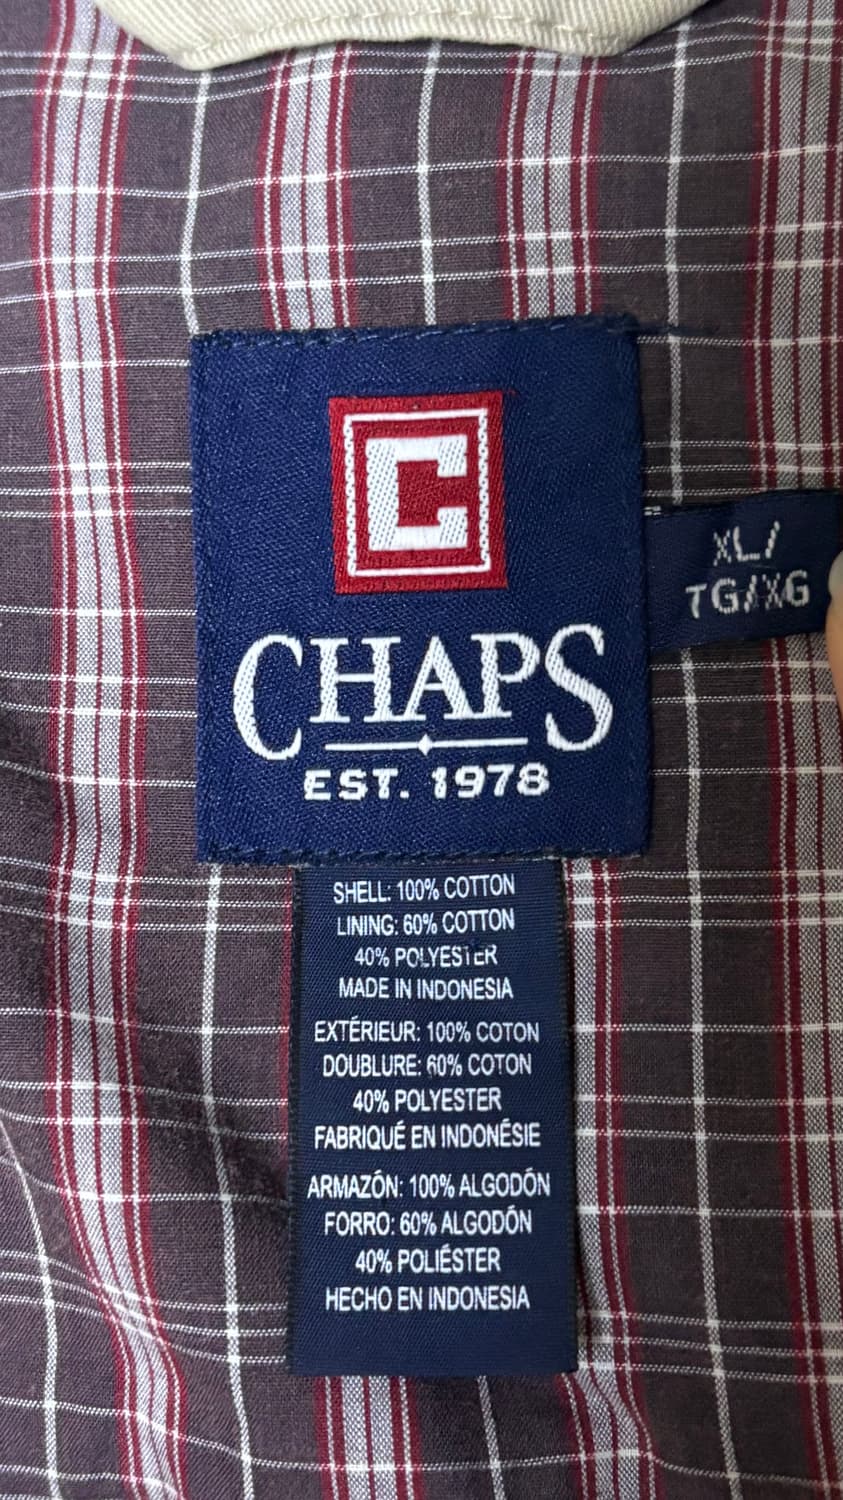 C
CHAPS
EST. 1978
XL/
TG/XG
SHELL: 100% COTTON
LINING: 60% COTTON
40% POLYESTER
MADE IN INDONESIA
EXTÉRIEUR: 100% COTON
DOUBLURE: 60% COTON
40% POLYESTER
FABRIQUÉ EN INDONÉSIE
ARMAZÓN: 100% ALGODÓN
FORRO: 60% ALGODÓN
40% POLIÉSTER
HECHO EN INDONESIA